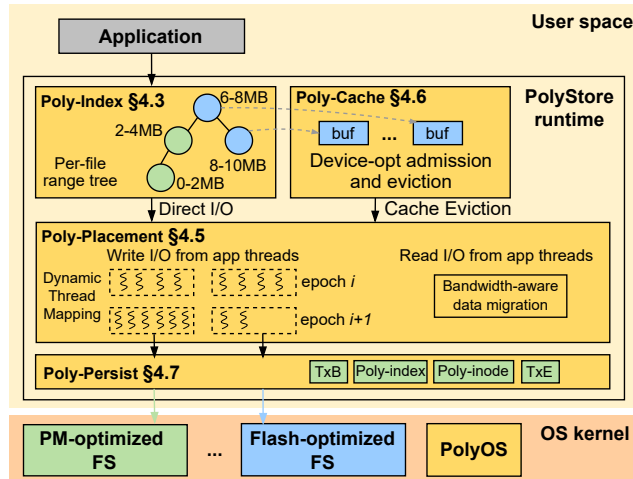 User space
Application
PolyStore
runtime
Poly-Index §4.3
6-8MB
2-4MB
8-10MB
0-2MB
Per-file
range tree
Poly-Cache §4.6
buf ... buf
Device-opt admission
and eviction
Direct I/O
Cache Eviction
Poly-Placement §4.5
Write I/O from app threads
Read I/O from app threads
Dynamic
Thread
Mapping
epoch i
epoch i+1
Bandwidth-aware
data migration
Poly-Persist §4.7
TxB
Poly-index
Poly-inode
TxE
OS kernel
PM-optimized
FS
...
Flash-optimized
FS
PolyOS